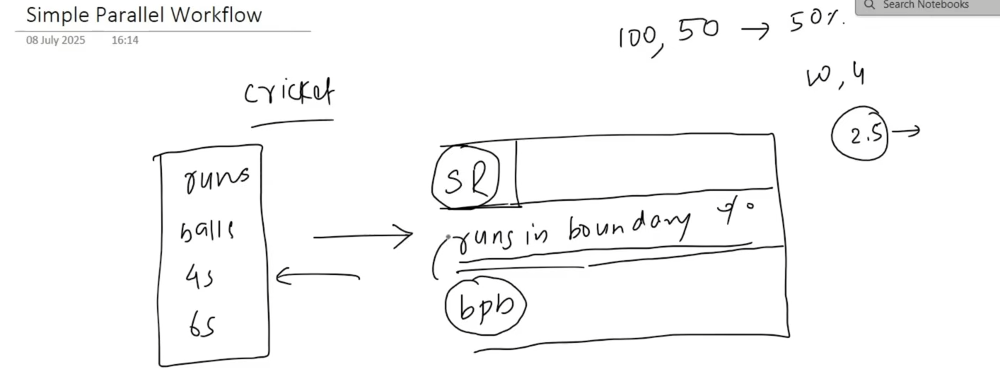 Simple Parallel Workflow
Search Notebooks
08 July 2025 16:14
100, 50 → 50%.
10, 4
2.5 →
cricket
runs
balls
4s
6s
SR
runs in boundary %
bpb